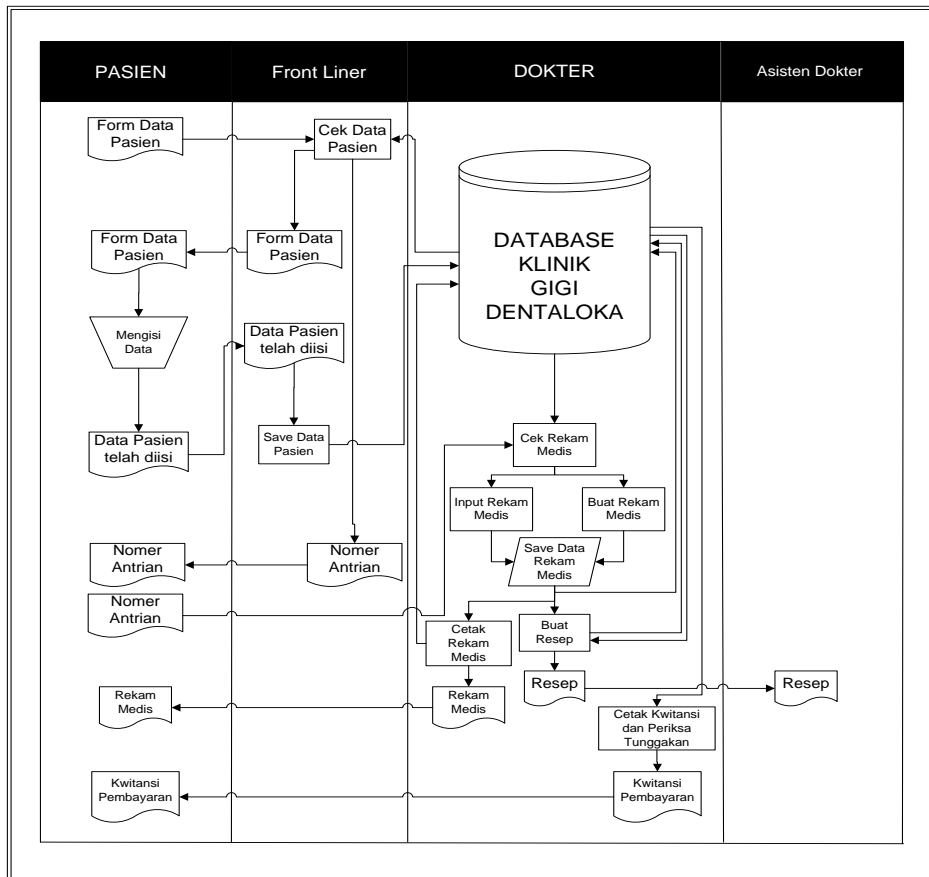 PASIEN
Front Liner
DOKTER
Asisten Dokter
Form Data
Pasien
Cek Data
Pasien
Form Data
Pasien
Form Data
Pasien
DATABASE
KLINIK
GIGI
DENTALOKA
Mengisi
Data
Data Pasien
telah diisi
Data Pasien
telah diisi
Save Data
Pasien
Cek Rekam
Medis
Input Rekam
Medis
Buat Rekam
Medis
Nomer
Antrian
Nomer
Antrian
Save Data
Rekam
Medis
Nomer
Antrian
Cetak
Rekam
Medis
Buat
Resep
Resep
Resep
Rekam
Medis
Rekam
Medis
Cetak Kwitansi
dan Periksa
Tunggakan
Kwitansi
Pembayaran
Kwitansi
Pembayaran